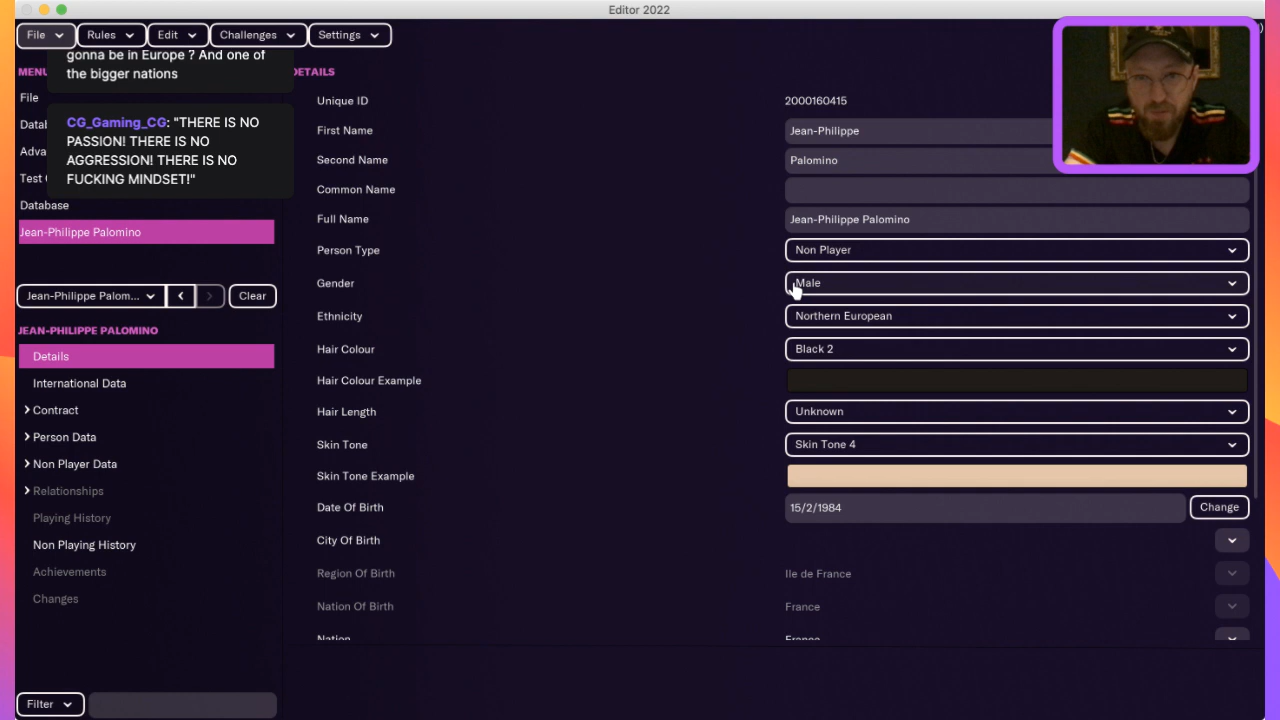 Editor 2022
File
Rules
Edit
Challenges
Settings
gonna be in Europe ? And one of
the bigger nations
CG_Gaming_CG: "THERE IS NO
PASSION! THERE IS NO
AGGRESSION! THERE IS NO
FUCKING MINDSET!"
MENU
File
Datab
Adva
Test
Database
Jean-Philippe Palomino
Jean-Philippe Palom...
Clear
JEAN-PHILIPPE PALOMINO
Details
International Data
Contract
Person Data
Non Player Data
Relationships
Playing History
Non Playing History
Achievements
Changes
Filter
DETAILS
Unique ID 2000160415
First Name Jean-Philippe
Second Name Palomino
Common Name
Full Name Jean-Philippe Palomino
Person Type Non Player
Gender Male
Ethnicity Northern European
Hair Colour Black 2
Hair Colour Example
Hair Length Unknown
Skin Tone Skin Tone 4
Skin Tone Example
Date Of Birth 15/2/1984 Change
City Of Birth
Region Of Birth Ile de France
Nation Of Birth France
Nation France